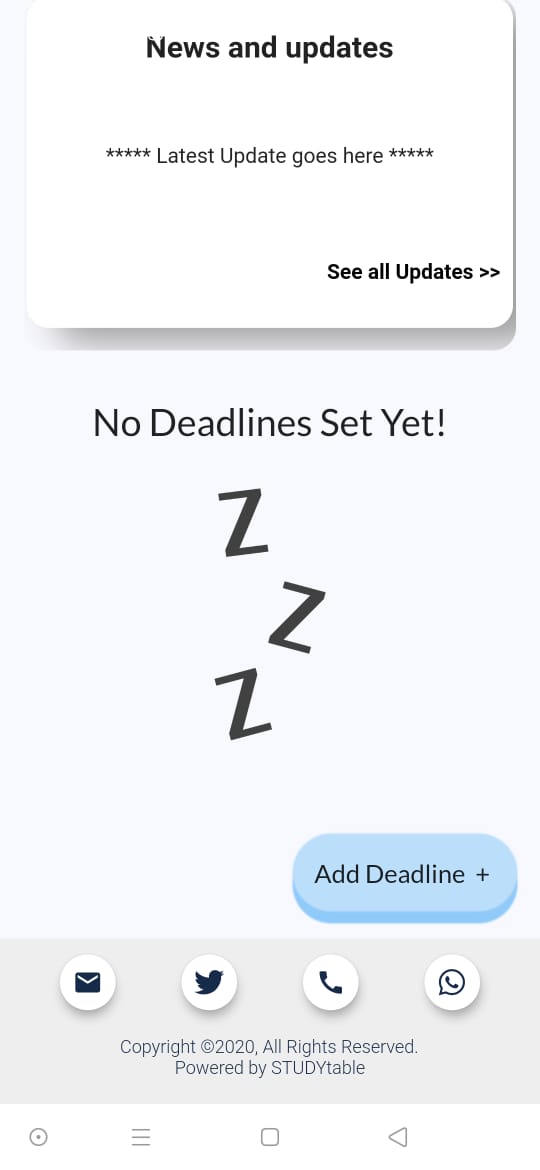 News and updates
***** Latest Update goes here *****
See all Updates >>
No Deadlines Set Yet!
Z
Z
Z
Add Deadline +
Copyright ©2020, All Rights Reserved.
Powered by STUDYtable